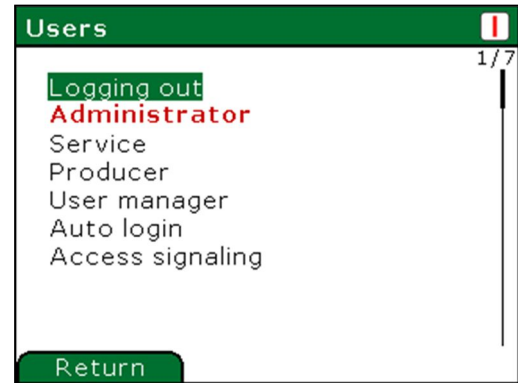 Users
1/7
Logging out
Administrator
Service
Producer
User manager
Auto login
Access signaling
Return